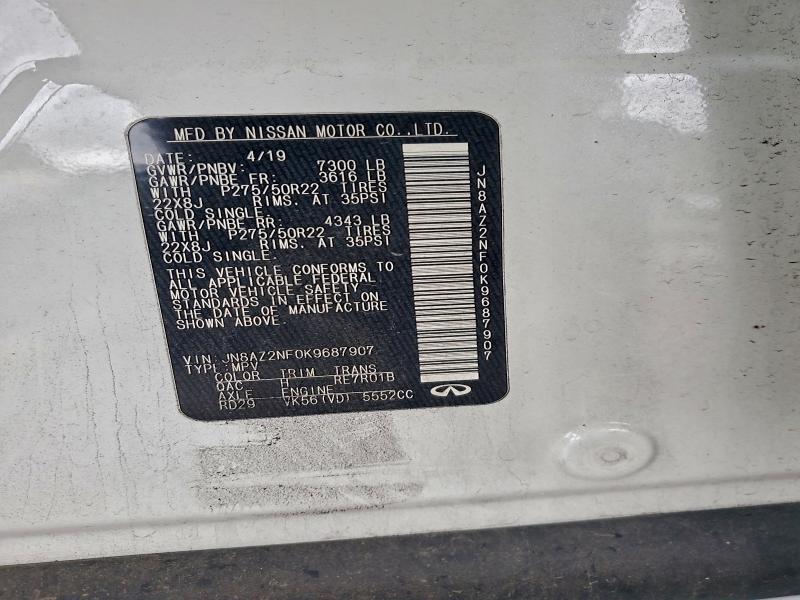 MFD BY NISSAN MOTOR CO.,LTD.
DATE: 4/19
GVWR/PNBV: 7300 LB
GAWR/PNBE FR: 3616 LB
WITH P275/50R22 TIRES
22X8J RIMS. AT 35PSI
COLD SINGLE.
GAWR/PNBE RR: 4343 LB
WITH P275/50R22 TIRES
22X8J RIMS. AT 35PSI
COLD SINGLE.
THIS VEHICLE CONFORMS TO
ALL APPLICABLE FEDERAL
MOTOR VEHICLE SAFETY
STANDARDS IN EFFECT ON
THE DATE OF MANUFACTURE
SHOWN ABOVE.
VIN: JN8AZ2NF0K9687907
TYPE: MPV
COLOR TRIM TRANS
QAC H RE7R01B
AXLE ENGINE
RD29 VK56(VD) 5552CC
JN8AZ2NF0K9687907